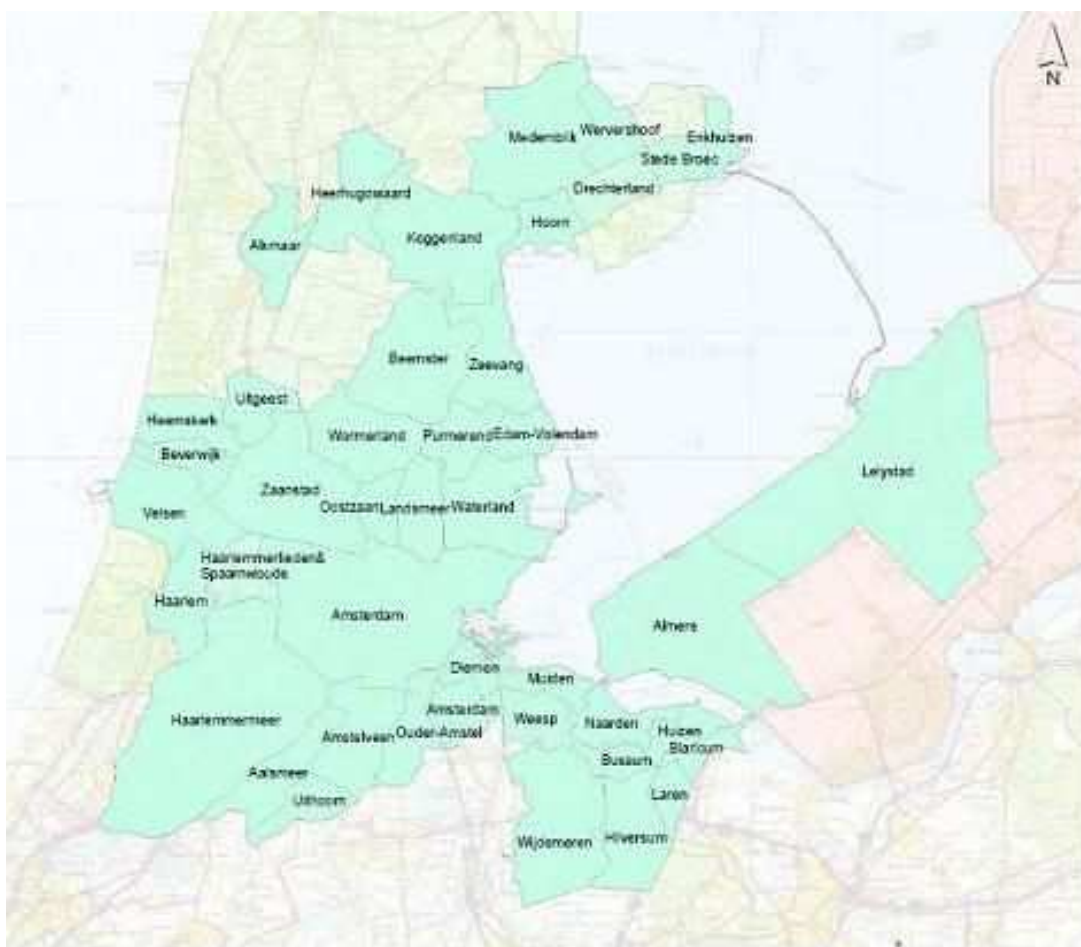 N
Medemblik
Wervershoof
Enkhuizen
Stede Broec
Drechterland
Heerhugowaard
Hoorn
Koggenland
Alkmaar
Beemster
Zeevang
Uitgeest
Heemskerk
Wormerland
Purmerend
Edam-Volendam
Beverwijk
Lelystad
Zaanstad
Oostzaan
Landsmeer
Waterland
Velsen
Haarlemmerliede&
Spaarnwoude
Haarlem
Amsterdam
Almere
Diemen
Muiden
Amsterdam
Haarlemmermeer
Weesp
Naarden
Amstelveen
Ouder-Amstel
Huizen
Blaricum
Bussum
Aalsmeer
Laren
Uithoorn
Wijdemeren
Hilversum